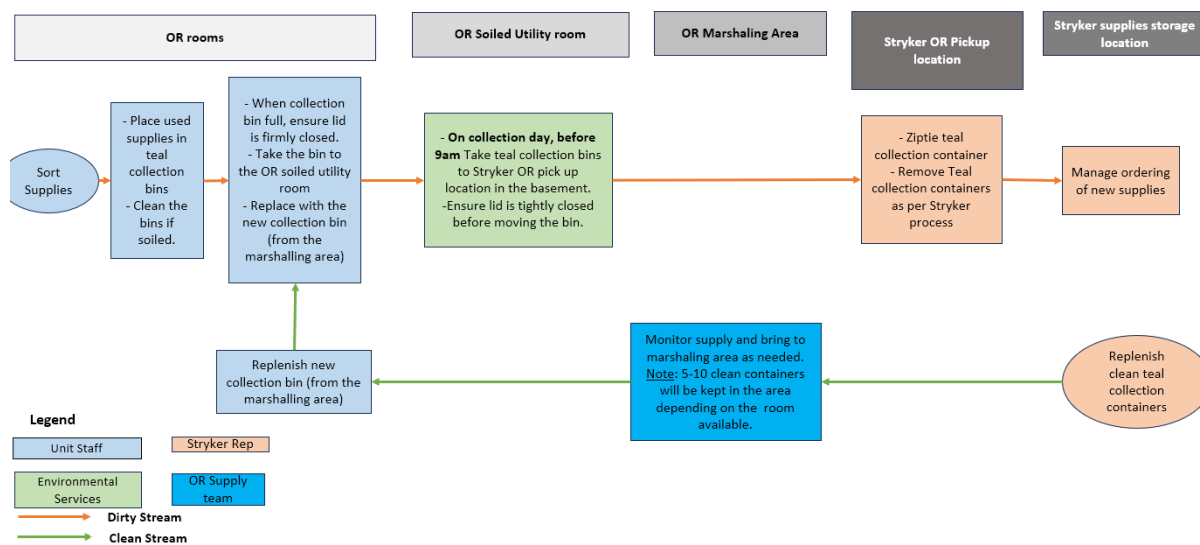 OR rooms
OR Soiled Utility room
OR Marshaling Area
Stryker OR Pickup
location
Stryker supplies storage
location
Sort
Supplies
- Place used
supplies in
teal
collection
bins
- Clean the
bins if
soiled.
- When collection
bin full, ensure lid
is firmly closed.
- Take the bin to
the OR soiled utility
room
- Replace with the
new collection bin
(from the
marshalling area)
- On collection day, before
9am Take teal collection bins
to Stryker OR pick up
location in the basement.
-Ensure lid is tightly closed
before moving the bin.
- Ziptie teal
collection container
- Remove Teal
collection containers
as per Stryker
process
Manage ordering
of new supplies
Replenish new
collection bin (from the
marshalling area)
Monitor supply and bring to
marshaling area as needed.
Note: 5-10 clean containers
will be kept in the area
depending on the room
available.
Replenish
clean teal
collection
containers
Legend
Unit Staff
Stryker Rep
Environmental
Services
OR Supply
team
Dirty Stream
Clean Stream